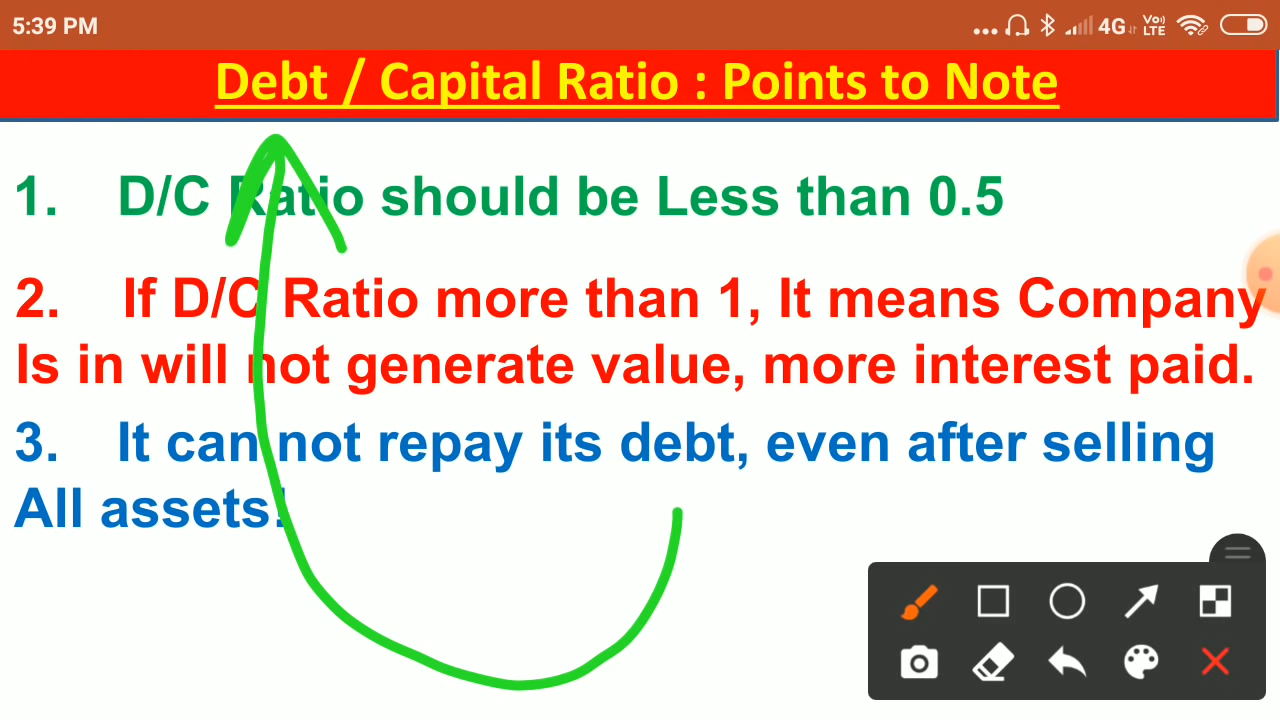 5:39 PM
4G
Vo)) LTE
Debt / Capital Ratio : Points to Note
1. D/C Ratio should be Less than 0.5
2. If D/C Ratio more than 1, It means Company
Is in will not generate value, more interest paid.
3. It can not repay its debt, even after selling
All assets!